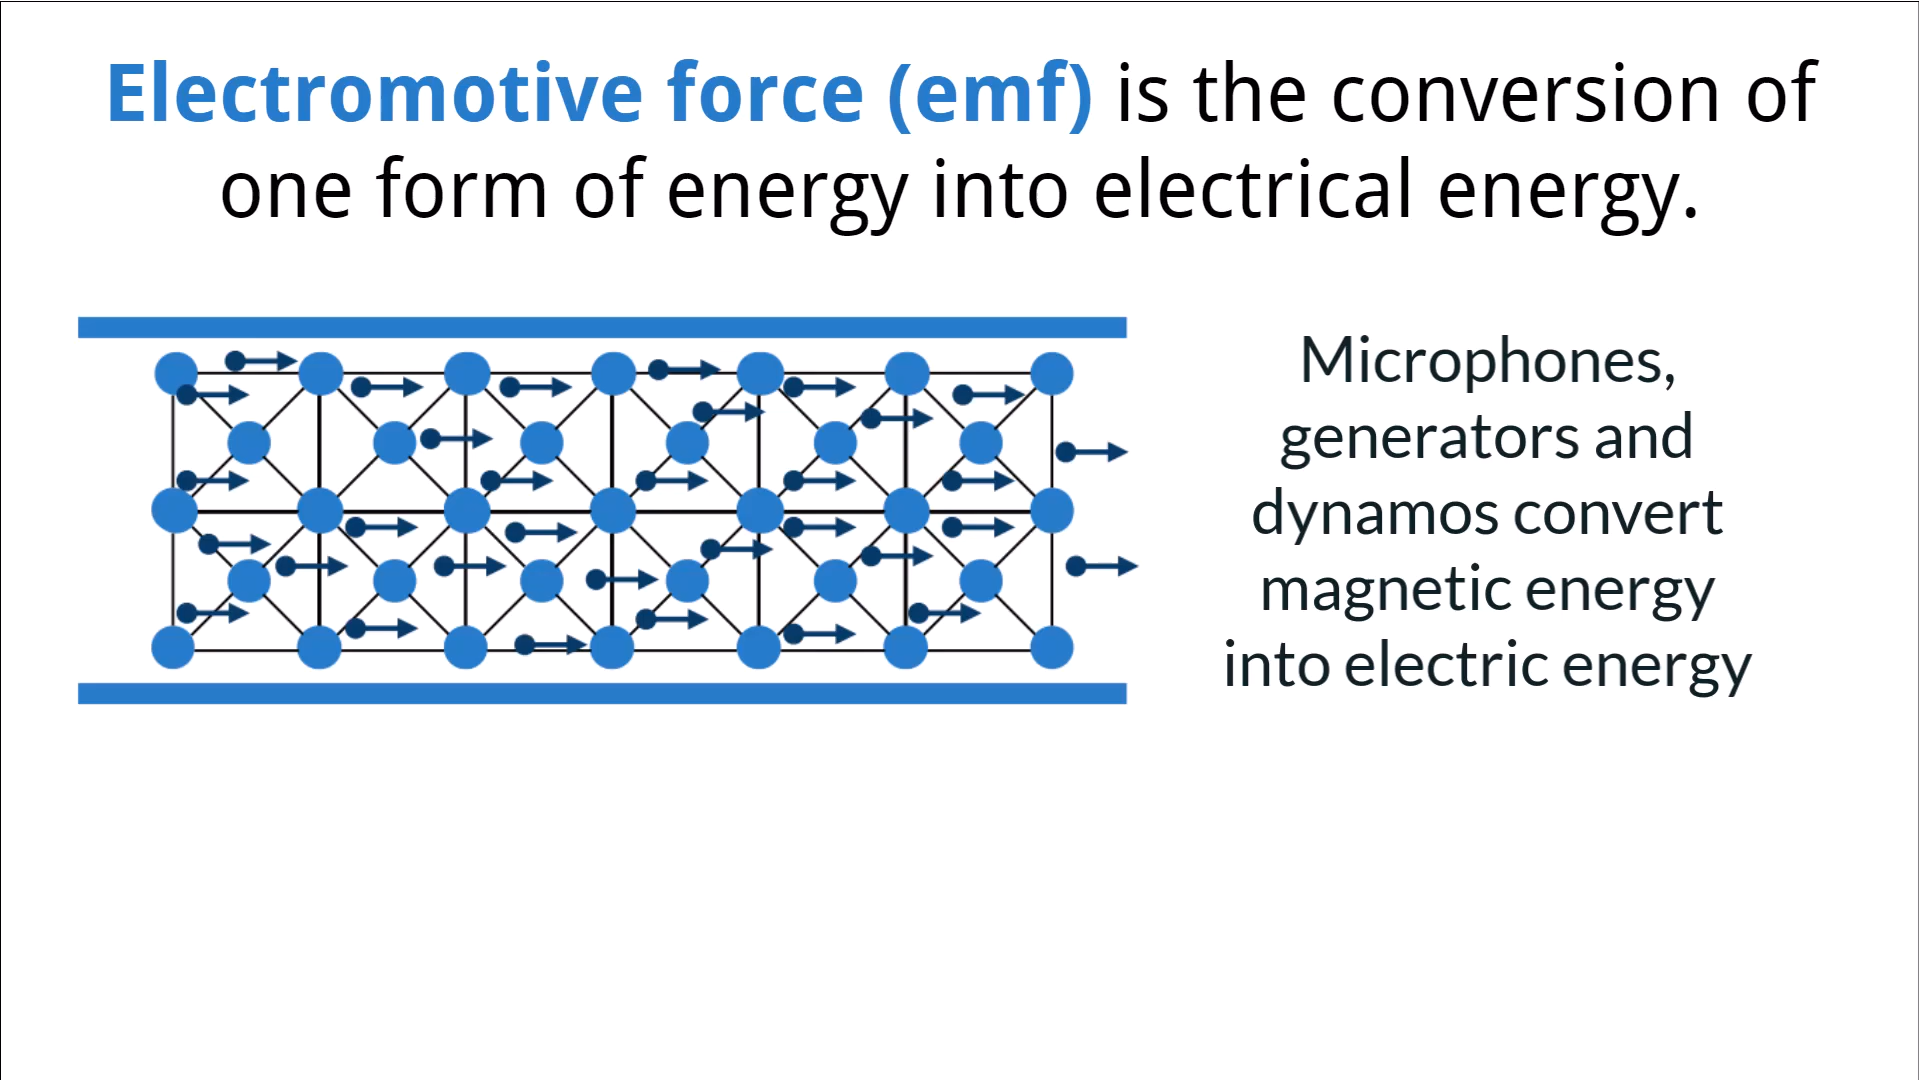 Electromotive force (emf) is the conversion of
one form of energy into electrical energy.
Microphones,
generators and
dynamos convert
magnetic energy
into electric energy